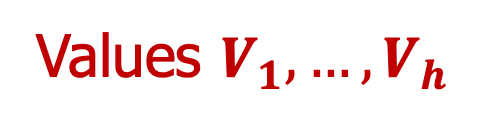 Values V₁, ... , Vₕ